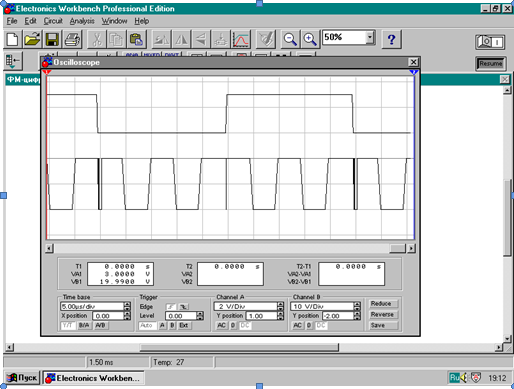 Electronics Workbench Professional Edition
File Edit Circuit Analysis Window Help
50%
?
Resume
Oscilloscope
T1 0.0000 s
VA1 3.0000 V
VB1 19.9900 V
T2 0.0000 s
VA2
VB2
T2-T1 0.0000 s
VA2-VA1
VB2-VB1
Time base
5.00µs/div
X position 0.00
Y/T B/A A/B
Trigger
Edge
Level 0.00
Auto A B Ext
Channel A
2 V/Div
Y position 1.00
AC 0 DC
Channel B
10 V/Div
Y position -2.00
AC 0 DC
Reduce
Reverse
Save
1.50 ms Temp: 27
Пуск Electronics Workben... Ru 19:12